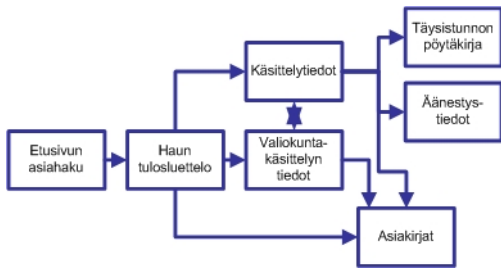 Täysistunnon
pöytäkirja
Käsittelytiedot
Äänestys-
tiedot
Etusivun
asiahaku
Haun
tulosluettelo
Valiokunta-
käsittelyn
tiedot
Asiakirjat